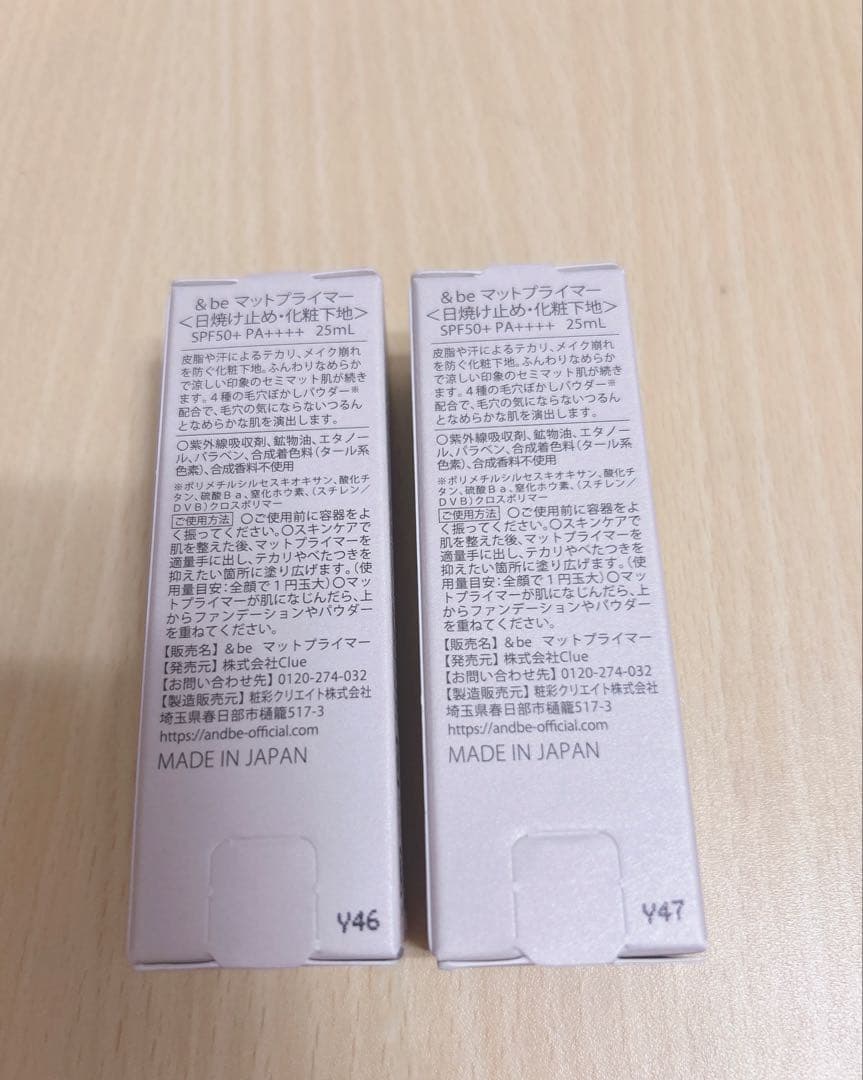 &be マットプライマー
<日焼け止め・化粧下地>
SPF50+ PA++++ 25mL
皮脂や汗によるテカリ、メイク崩れ
を防ぐ化粧下地。ふんわりなめらか
で涼しい印象のセミマット肌が続き
ます。4種の毛穴ぼかしパウダー※
配合で、毛穴の気にならないつるん
となめらかな肌を演出します。
〇紫外線吸収剤、鉱物油、エタノー
ル、パラベン、合成着色料(タール系
色素)、合成香料不使用
※ポリメチルシルセスキオキサン、酸化チ
タン、硫酸Ba、窒化ホウ素、(スチレン/
DVB)クロスポリマー
ご使用方法 〇ご使用前に容器をよ
く振ってください。〇スキンケアで
肌を整えた後、マットプライマーを
適量手に出し、テカリやべたつきを
抑えたい箇所に塗り広げます。(使
用量目安:全顔で1円玉大)〇マッ
トプライマーが肌になじんだら、上
からファンデーションやパウダー
を重ねてください。
【販売名】&be マットプライマー
【発売元】株式会社Clue
【お問い合わせ先】0120-274-032
【製造販売元】粧彩クリエイト株式会社
埼玉県春日部市樋籠517-3
https://andbe-official.com
MADE IN JAPAN
Y46
&be マットプライマー
<日焼け止め・化粧下地>
SPF50+ PA++++ 25mL
皮脂や汗によるテカリ、メイク崩れ
を防ぐ化粧下地。ふんわりなめらか
で涼しい印象のセミマット肌が続き
ます。4種の毛穴ぼかしパウダー※
配合で、毛穴の気にならないつるん
となめらかな肌を演出します。
〇紫外線吸収剤、鉱物油、エタノー
ル、パラベン、合成着色料(タール系
色素)、合成香料不使用
※ポリメチルシルセスキオキサン、酸化チ
タン、硫酸Ba、窒化ホウ素、(スチレン/
DVB)クロスポリマー
ご使用方法 〇ご使用前に容器をよ
く振ってください。〇スキンケアで
肌を整えた後、マットプライマーを
適量手に出し、テカリやべたつきを
抑えたい箇所に塗り広げます。(使
用量目安:全顔で1円玉大)〇マッ
トプライマーが肌になじんだら、上
からファンデーションやパウダー
を重ねてください。
【販売名】&be マットプライマー
【発売元】株式会社Clue
【お問い合わせ先】0120-274-032
【製造販売元】粧彩クリエイト株式会社
埼玉県春日部市樋籠517-3
https://andbe-official.com
MADE IN JAPAN
Y47